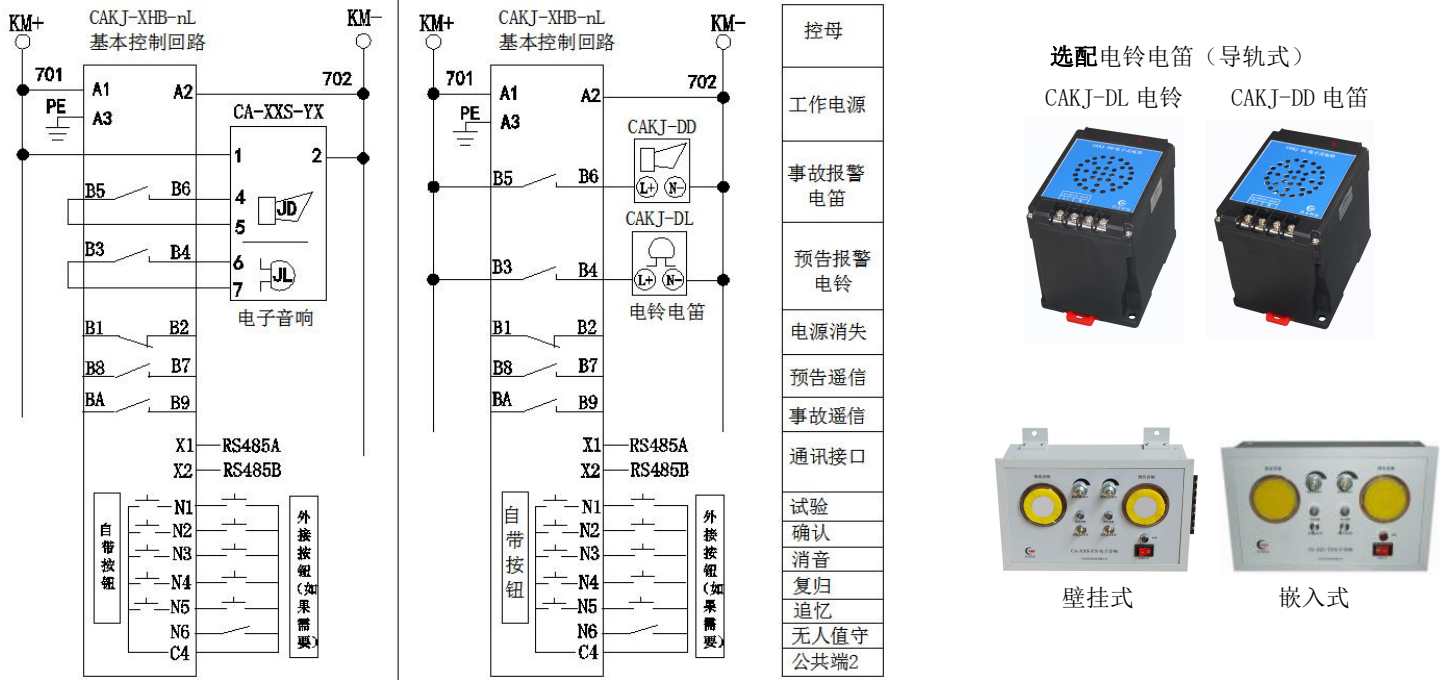 KM+
CAKJ-XHB-nL
基本控制回路
KM-
701
702
A1
A2
PE
A3
CA-XXS-YX
1
2
B5
B6
4
JD
5
B3
B4
6
JL
7
电子音响
B1
B2
B8
B7
BA
B9
X1
RS485A
X2
RS485B
自带按钮
N1
N2
N3
N4
N5
N6
C4
外接按钮(如果需要)
KM+
CAKJ-XHB-nL
基本控制回路
KM-
701
702
A1
A2
PE
A3
CAKJ-DD
B5
B6
L+
N-
CAKJ-DL
B3
B4
L+
N-
电铃电笛
B1
B2
B8
B7
BA
B9
X1
RS485A
X2
RS485B
自带按钮
N1
N2
N3
N4
N5
N6
C4
外接按钮(如果需要)
控母
工作电源
事故报警
电笛
预告报警
电铃
电源消失
预告遥信
事故遥信
通讯接口
试验
确认
消音
复归
追忆
无人值守
公共端2
选配电铃电笛（导轨式）
CAKJ-DL 电铃
CAKJ-DD 电笛
CA-XXS-YX 电子音响
壁挂式
嵌入式